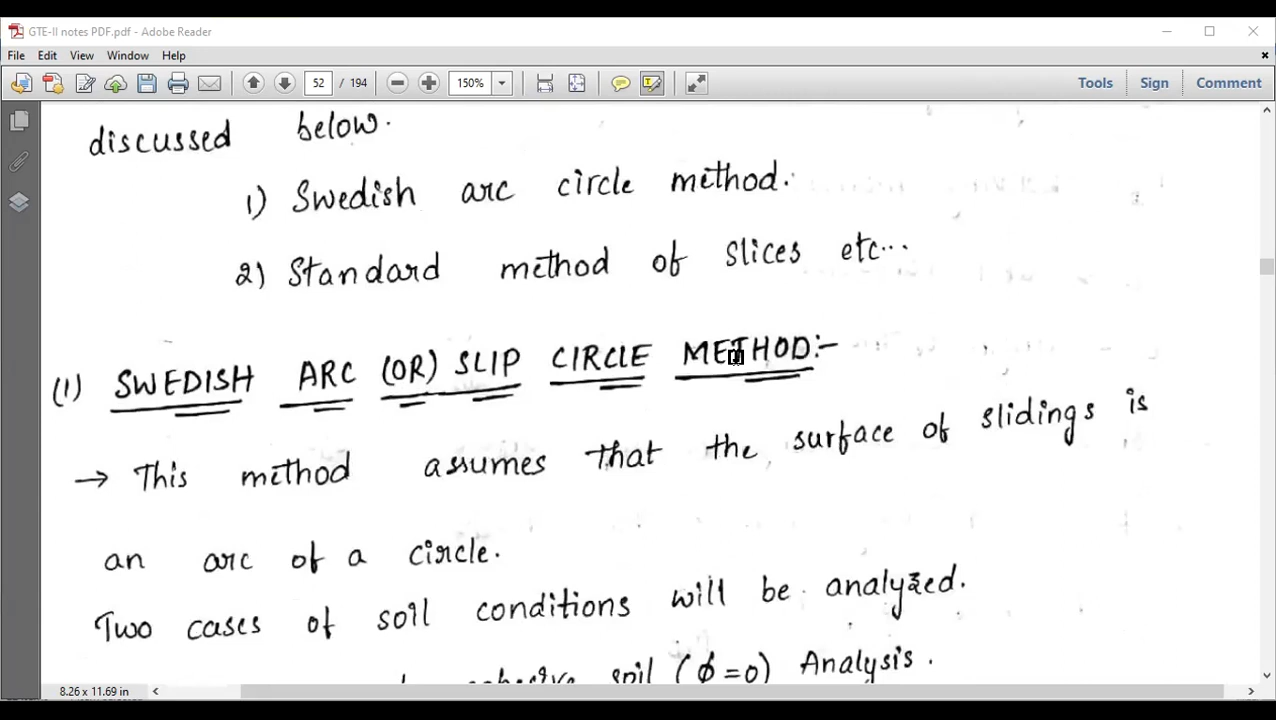 GTE-II notes PDF.pdf - Adobe Reader
File Edit View Window Help
52 / 194 150% Tools Sign Comment
discussed below.
1) Swedish arc circle method.
2) Standard method of slices etc...
(1) SWEDISH ARC (OR) SLIP CIRCLE METHOD:-
→ This method assumes that the surface of slidings is
an arc of a circle.
Two cases of soil conditions will be analyzed.
soil (ϕ=0) Analysis.
8.26 x 11.69 in